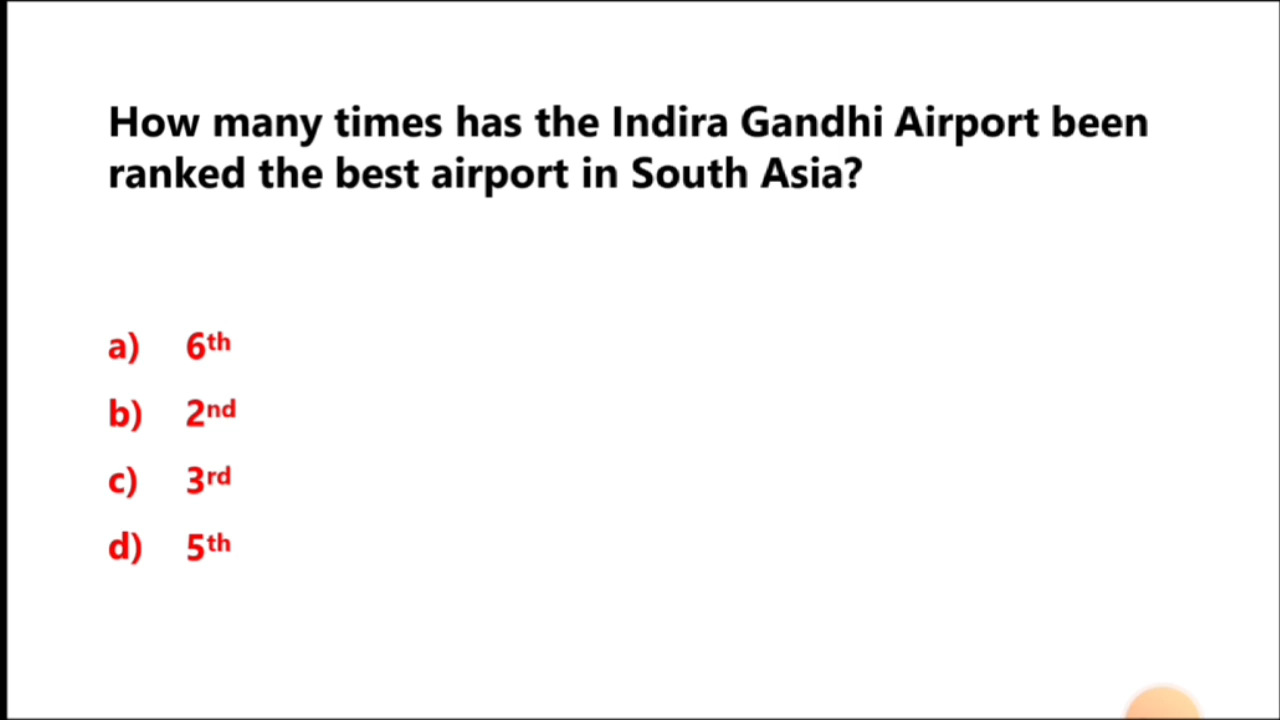 How many times has the Indira Gandhi Airport been
ranked the best airport in South Asia?
a) 6th
b) 2nd
c) 3rd
d) 5th